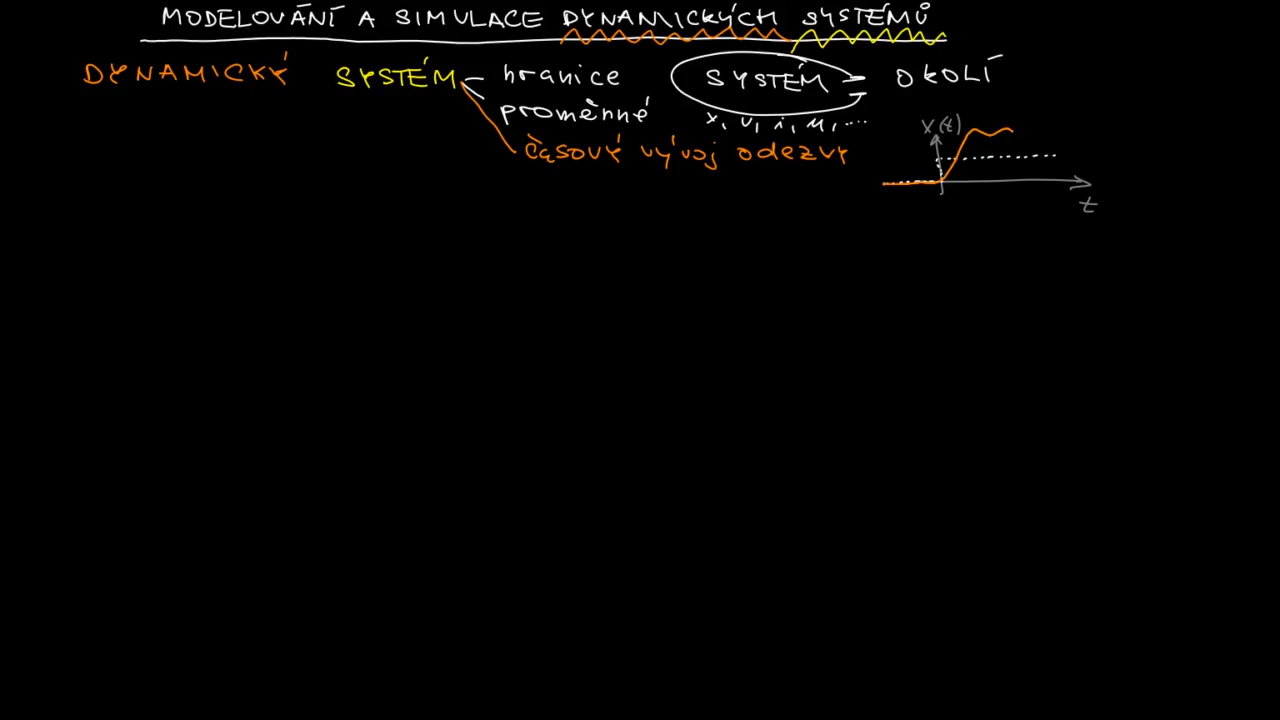 MODELOVÁNÍ A SIMULACE DYNAMICKÝCH SYSTÉMŮ
DYNAMICKÝ SYSTÉM hranice SYSTÉM OKOLÍ
proměnné x, v, i, u, ....
časový vývoj odezvy x(t)
t